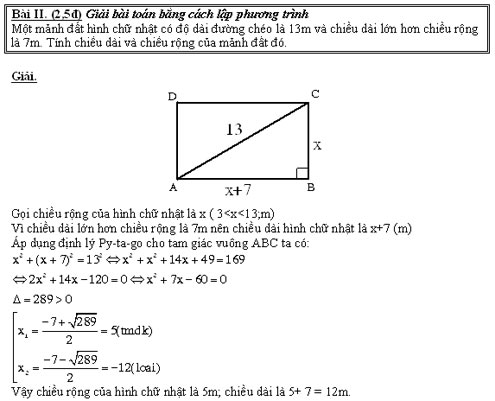 Bài II. (2,5đ) Giải bài toán bằng cách lập phương trình
Một mảnh đất hình chữ nhật có độ dài đường chéo là 13m và chiều dài lớn hơn chiều rộng
là 7m. Tính chiều dài và chiều rộng của mảnh đất đó.
Giải.
D
C
13
x
A
x+7
B
Gọi chiều rộng của hình chữ nhật là x ( 3<x<13;m)
Vì chiều dài lớn hơn chiều rộng là 7m nên chiều dài hình chữ nhật là x+7 (m)
Áp dụng định lý Py-ta-go cho tam giác vuông ABC ta có:
x² + (x + 7)² = 13² ⇔ x² + x² + 14x + 49 = 169
⇔ 2x² + 14x − 120 = 0 ⇔ x² + 7x − 60 = 0
Δ = 289 > 0
[ x₁ = (−7 + √289)/2 = 5(tmdk)
x₂ = (−7 − √289)/2 = −12(loai)
Vậy chiều rộng của hình chữ nhật là 5m; chiều dài là 5+ 7 = 12m.